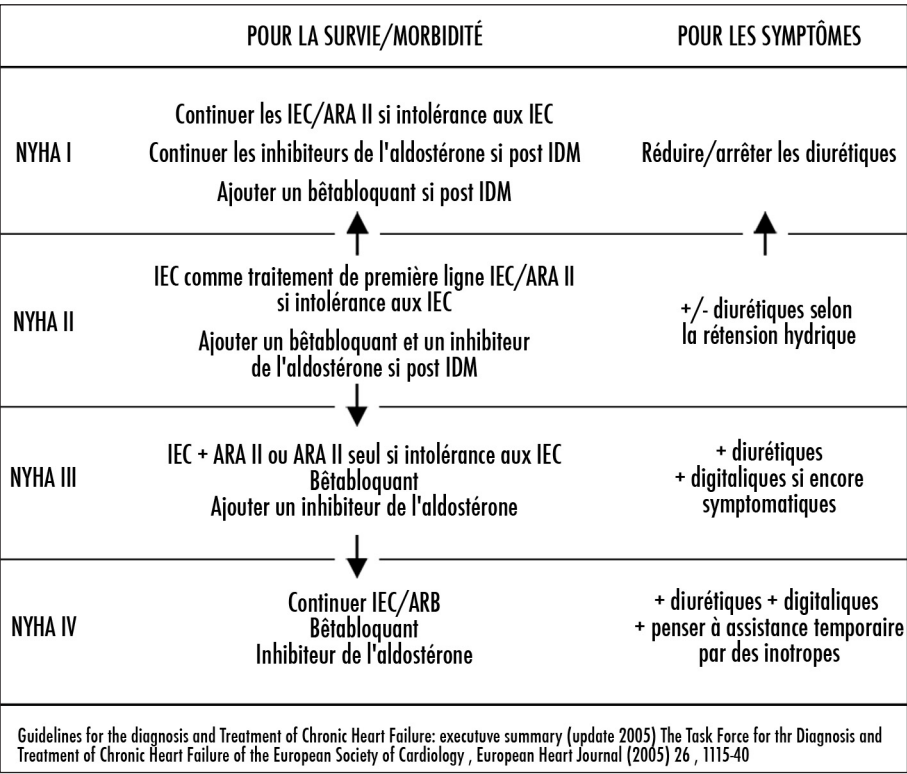 POUR LA SURVIE/MORBIDITÉ
POUR LES SYMPTÔMES
NYHA I
Continuer les IEC/ARA II si intolérance aux IEC
Continuer les inhibiteurs de l'aldostérone si post IDM
Ajouter un bêtabloquant si post IDM
Réduire/arrêter les diurétiques
NYHA II
IEC comme traitement de première ligne IEC/ARA II
si intolérance aux IEC
Ajouter un bêtabloquant et un inhibiteur
de l'aldostérone si post IDM
+/- diurétiques selon
la rétension hydrique
NYHA III
IEC + ARA II ou ARA II seul si intolérance aux IEC
Bêtabloquant
Ajouter un inhibiteur de l'aldostérone
+ diurétiques
+ digitaliques si encore
symptomatiques
NYHA IV
Continuer IEC/ARB
Bêtabloquant
Inhibiteur de l'aldostérone
+ diurétiques + digitaliques
+ penser à assistance temporaire
par des inotropes
Guidelines for the diagnosis and Treatment of Chronic Heart Failure: executuve summary (update 2005) The Task Force for thr Diagnosis and
Treatment of Chronic Heart Failure of the European Society of Cardiology , European Heart Journal (2005) 26 , 1115-40